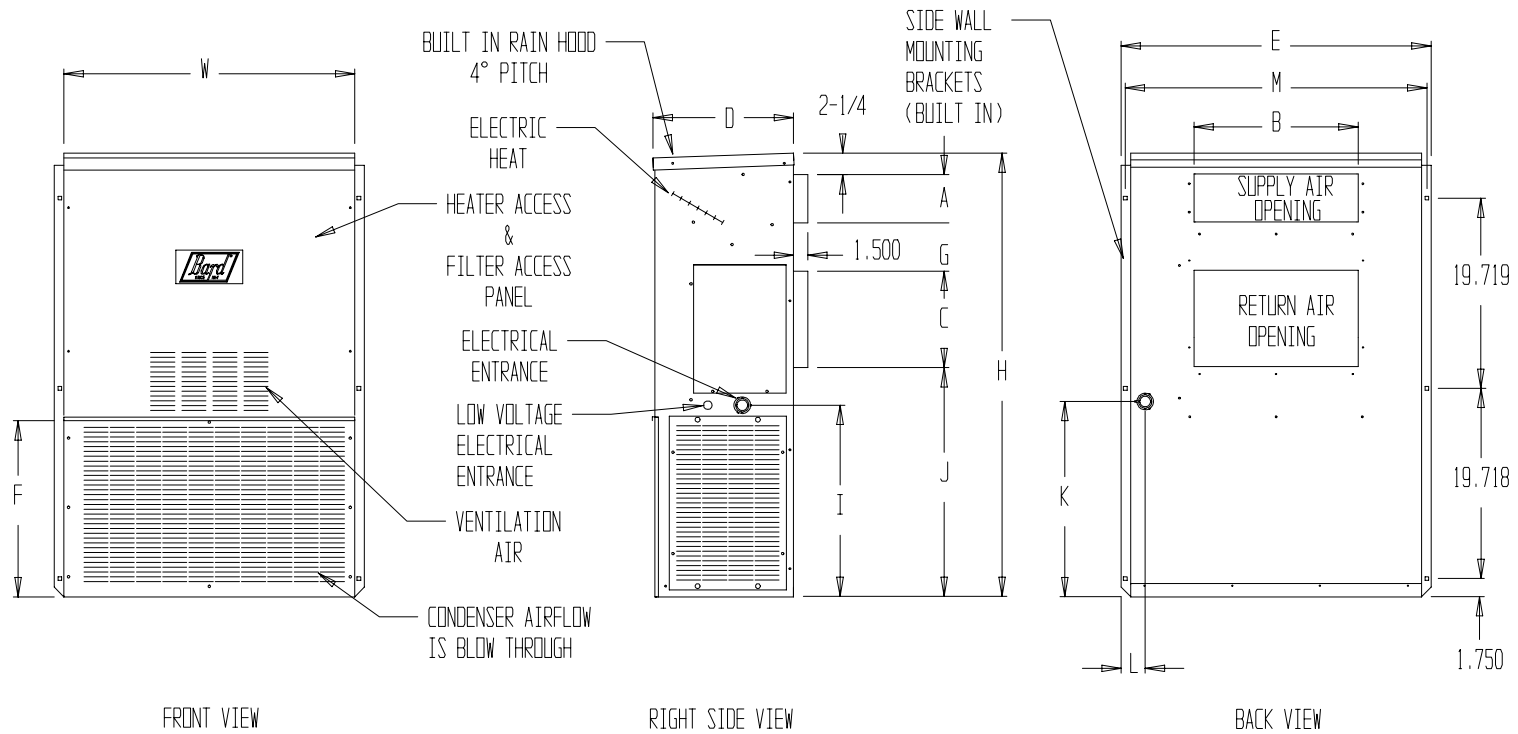 W
BUILT IN RAIN HOOD
4° PITCH
ELECTRIC
HEAT
HEATER ACCESS
&
FILTER ACCESS
PANEL
ELECTRICAL
ENTRANCE
LOW VOLTAGE
ELECTRICAL
ENTRANCE
VENTILATION
AIR
CONDENSER AIRFLOW
IS BLOW THROUGH
Bard
F
FRONT VIEW
D
2-1/4
A
1.500
G
C
H
I
J
RIGHT SIDE VIEW
SIDE WALL
MOUNTING
BRACKETS
(BUILT IN)
E
M
B
SUPPLY AIR
OPENING
RETURN AIR
OPENING
19.719
19.718
K
L
1.750
BACK VIEW